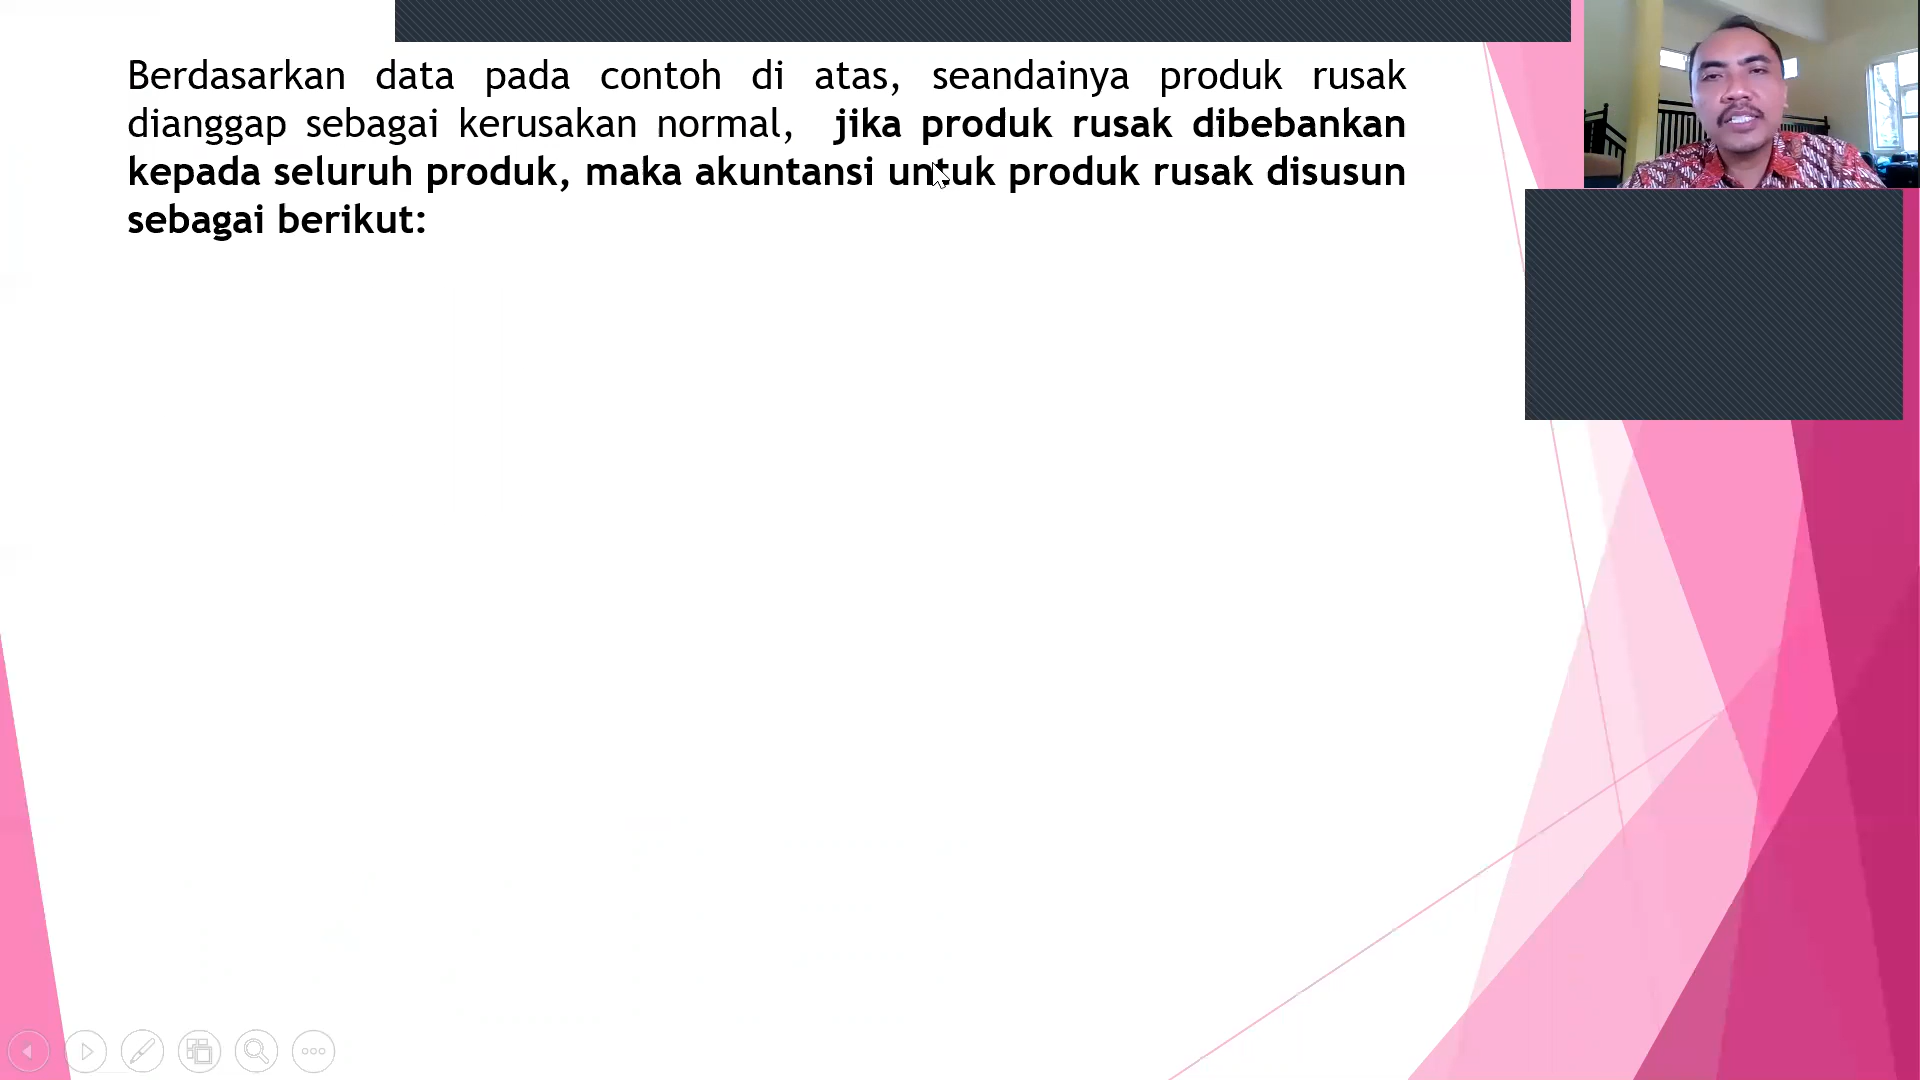 Berdasarkan data pada contoh di atas, seandainya produk rusak
dianggap sebagai kerusakan normal, jika produk rusak dibebankan
kepada seluruh produk, maka akuntansi untuk produk rusak disusun
sebagai berikut: